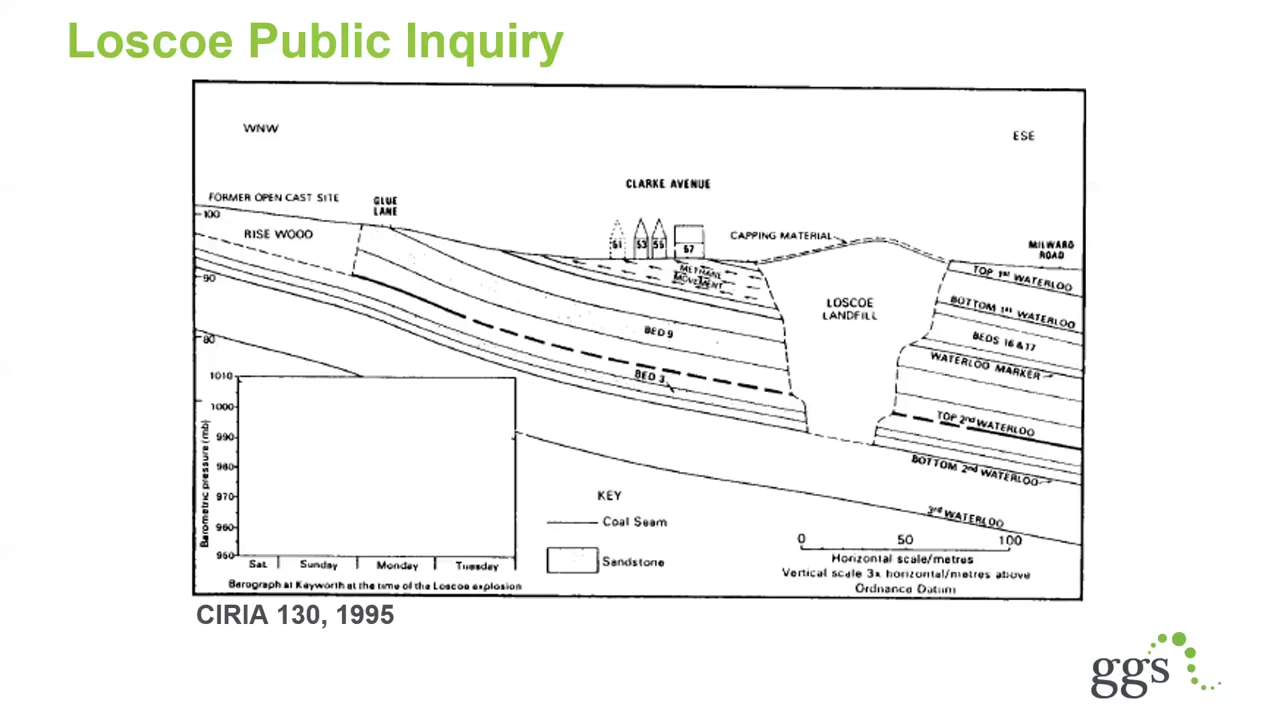 Loscoe Public Inquiry
WNW
ESE
CLARKE AVENUE
FORMER OPEN CAST SITE
GLUE
LANE
100
RISE WOOD
61
53
55
57
CAPPING MATERIAL
MILWARD
ROAD
METHANE
MOVEMENT
TOP 1st WATERLOO
90
LOSCOE
LANDFILL
BOTTOM 1st WATERLOO
BED 9
BEDS 16 & 17
80
WATERLOO MARKER
BED 3
TOP 2nd WATERLOO
BOTTOM 2nd WATERLOO
3rd WATERLOO
1010
1000
990
980
970
960
950
Barometric pressure (mb)
Sat. Sunday Monday Tuesday
Barograph at Keyworth at the time of the Loscoe explosion
KEY
Coal Seam
Sandstone
0 50 100
Horizontal scale/metres
Vertical scale 3x horizontal/metres above
Ordnance Datum
CIRIA 130, 1995
ggs